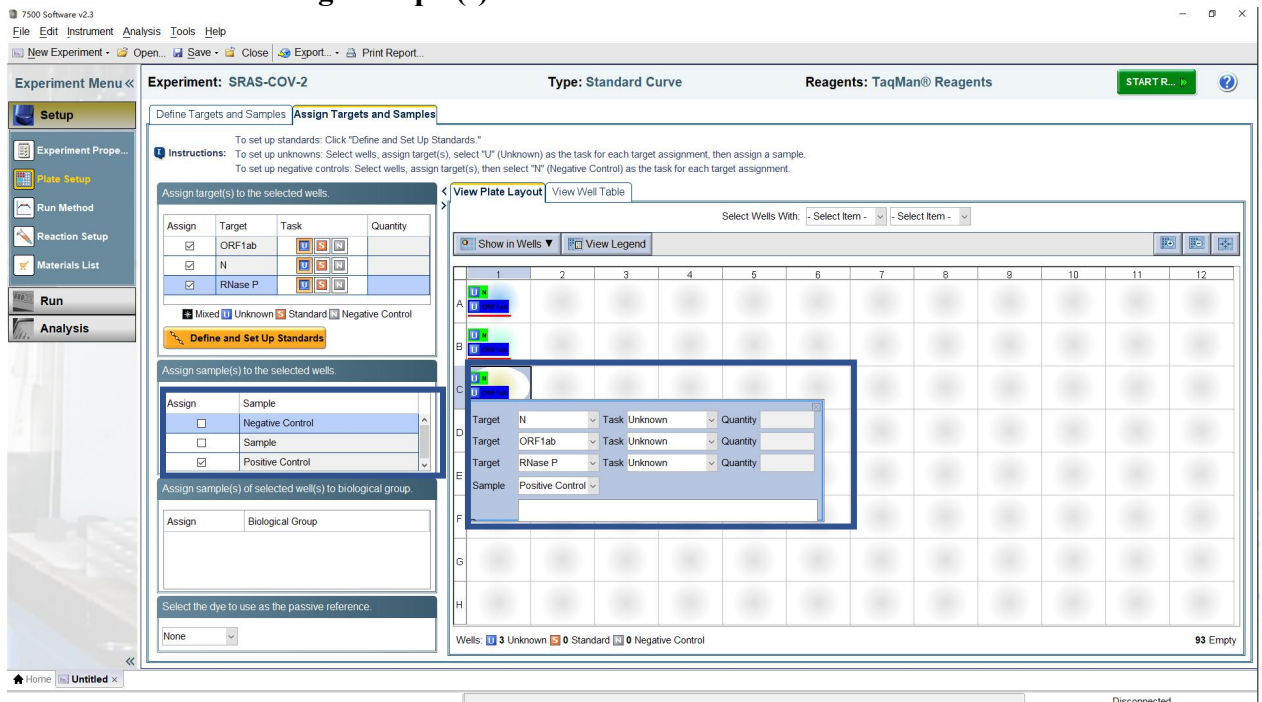 7500 Software v2.3
File Edit Instrument Analysis Tools Help
New Experiment Open... Save Close Export... Print Report...
Experiment Menu «
Experiment: SRAS-COV-2 Type: Standard Curve Reagents: TaqMan® Reagents START R...
Setup
Experiment Prope...
Plate Setup
Run Method
Reaction Setup
Materials List
Run
Analysis
Define Targets and Samples Assign Targets and Samples
Instructions: To set up standards: Click "Define and Set Up Standards."
To set up unknowns: Select wells, assign target(s), select "U" (Unknown) as the task for each target assignment, then assign a sample.
To set up negative controls: Select wells, assign target(s), then select "N" (Negative Control) as the task for each target assignment.
Assign target(s) to the selected wells.
Assign Target Task Quantity
ORF1ab U S N
N U S N
RNase P U S N
Mixed U Unknown S Standard N Negative Control
Define and Set Up Standards
Assign sample(s) to the selected wells.
Assign Sample
Negative Control
Sample
Positive Control
Assign sample(s) of selected well(s) to biological group.
Assign Biological Group
Select the dye to use as the passive reference.
None
View Plate Layout View Well Table
Select Wells With: - Select Item - - Select Item -
Show in Wells ▼ View Legend
1 2 3 4 5 6 7 8 9 10 11 12
A U N
U
B U N
U
C U N
U
Target N Task Unknown Quantity
D
Target ORF1ab Task Unknown Quantity
Target RNase P Task Unknown Quantity
E
Sample Positive Control
F
G
H
Wells: U 3 Unknown S 0 Standard N 0 Negative Control 93 Empty
«
Home Untitled ×